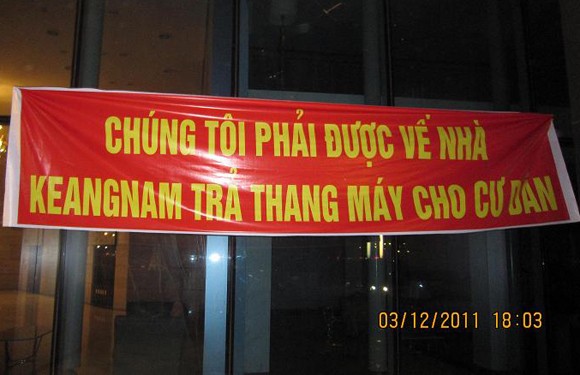 CHÚNG TÔI PHẢI ĐƯỢC VỀ NHÀ
KEANGNAM TRẢ THANG MÁY CHO CƯ DÂN
03/12/2011 18:03